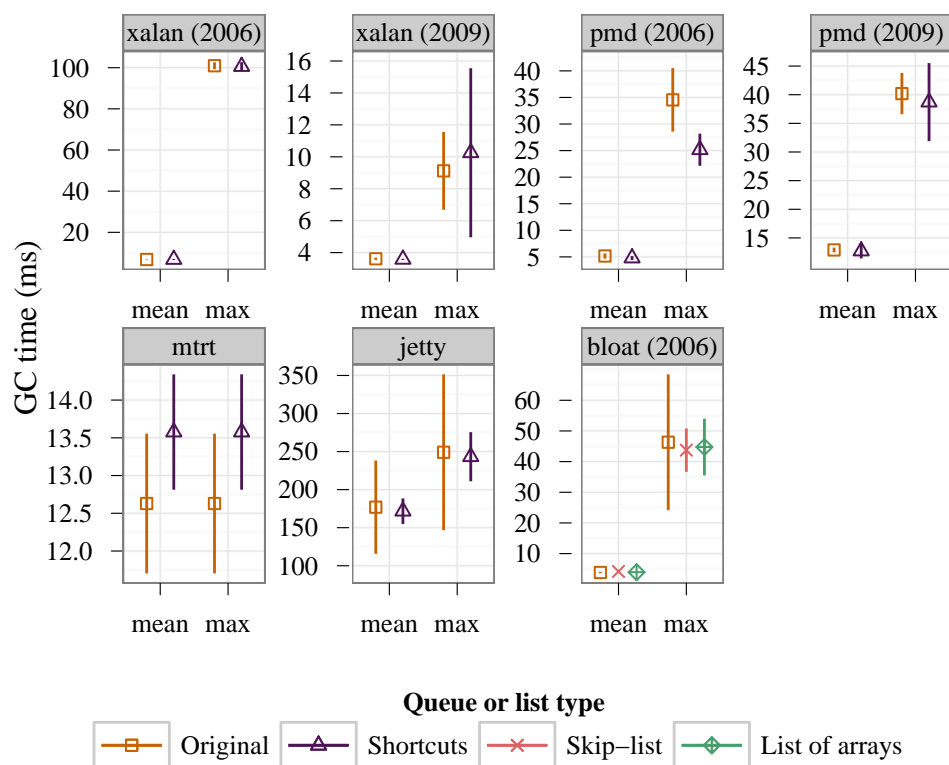 xalan (2006)
xalan (2009)
pmd (2006)
pmd (2009)
GC time (ms)
100
80
60
40
20
16
14
12
10
8
6
4
40
35
30
25
20
15
10
5
45
40
35
30
25
20
15
mean max
mean max
mean max
mean max
mtrt
jetty
bloat (2006)
14.0
13.5
13.0
12.5
12.0
350
300
250
200
150
100
60
50
40
30
20
10
mean max
mean max
mean max
Queue or list type
Original Shortcuts Skip−list List of arrays